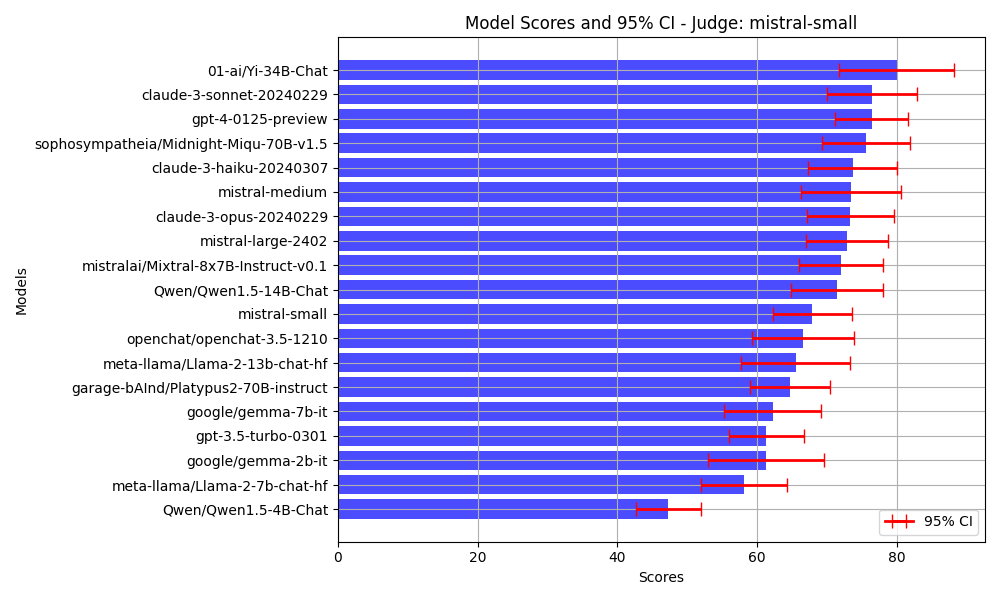 Model Scores and 95% CI - Judge: mistral-small
Models
01-ai/Yi-34B-Chat
claude-3-sonnet-20240229
gpt-4-0125-preview
sophosympatheia/Midnight-Miqu-70B-v1.5
claude-3-haiku-20240307
mistral-medium
claude-3-opus-20240229
mistral-large-2402
mistralai/Mixtral-8x7B-Instruct-v0.1
Qwen/Qwen1.5-14B-Chat
mistral-small
openchat/openchat-3.5-1210
meta-llama/Llama-2-13b-chat-hf
garage-bAInd/Platypus2-70B-instruct
google/gemma-7b-it
gpt-3.5-turbo-0301
google/gemma-2b-it
meta-llama/Llama-2-7b-chat-hf
Qwen/Qwen1.5-4B-Chat
95% CI
0 20 40 60 80
Scores